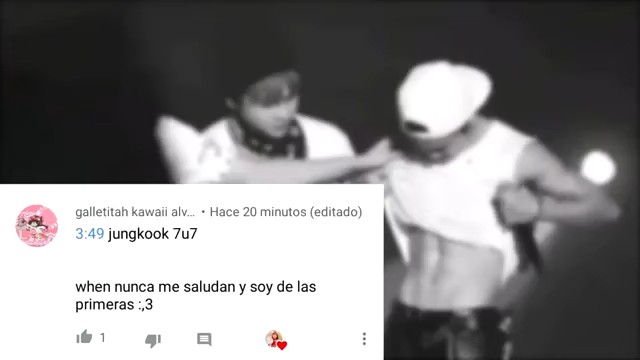 galletitah kawaii alv... • Hace 20 minutos (editado)
3:49 jungkook 7u7
when nunca me saludan y soy de las
primeras :,3
1